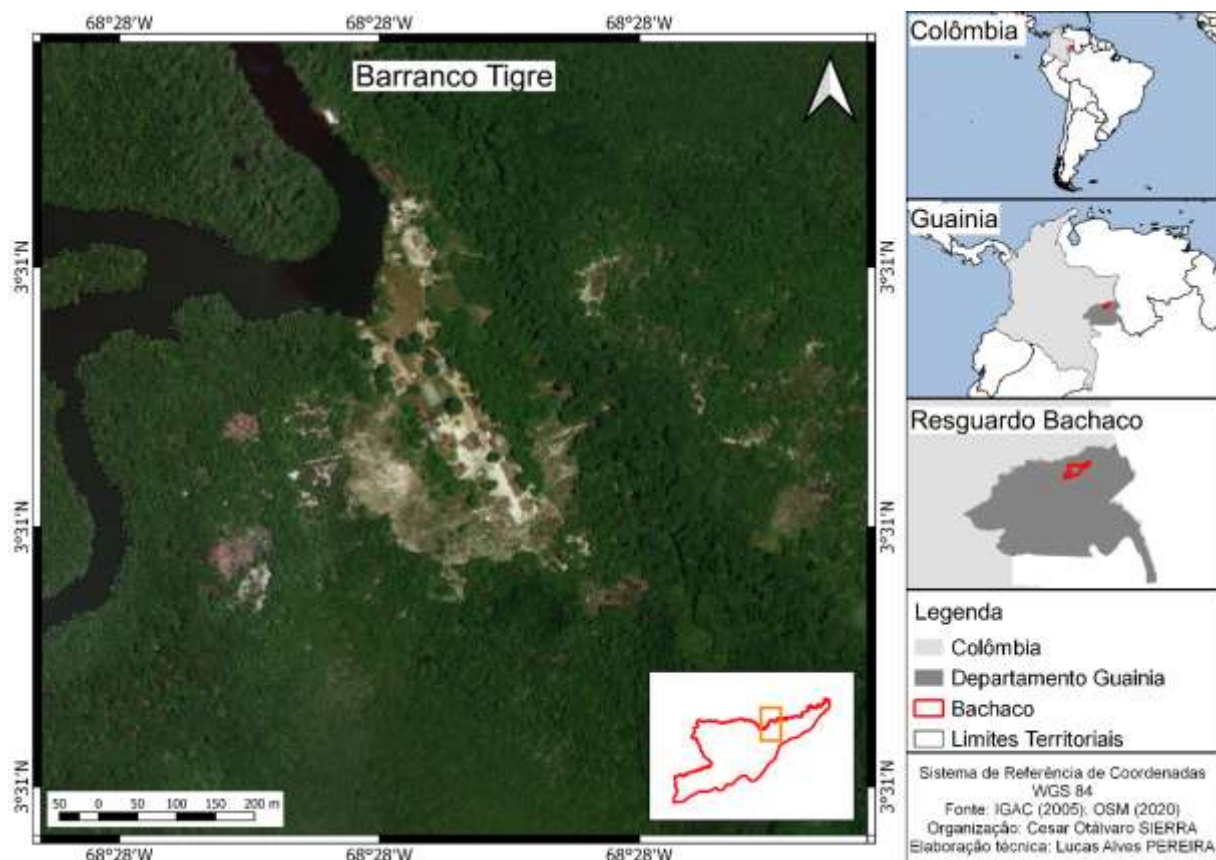 68°28'W 68°28'W 68°28'W
Barranco Tigre
3°31'N 3°31'N
3°31'N 3°31'N
3°31'N 3°31'N
50 0 50 100 150 200 m
68°28'W 68°28'W 68°28'W
Colômbia
Guainia
Resguardo Bachaco
Legenda
Colômbia
Departamento Guainia
Bachaco
Limites Territoriais
Sistema de Referência de Coordenadas
WGS 84
Fonte: IGAC (2005); OSM (2020)
Organização: Cesar Otálvaro SIERRA
Elaboração técnica: Lucas Alves PEREIRA